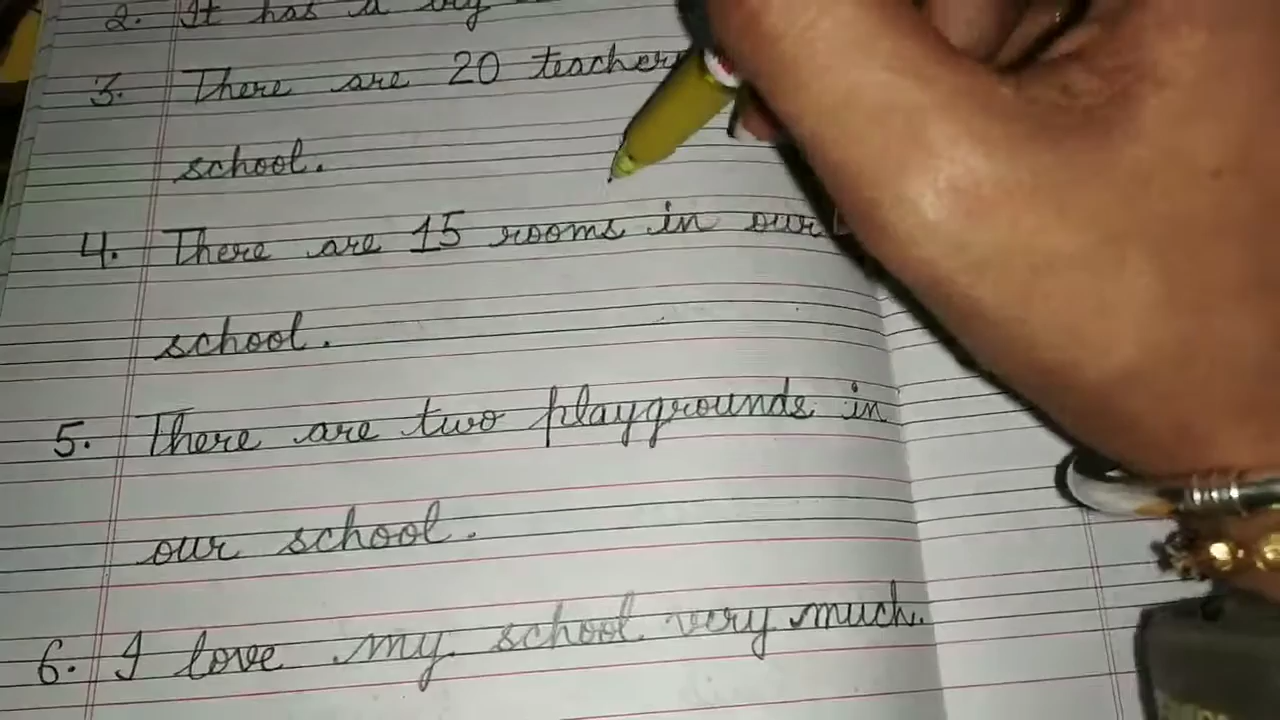 2. It has a
3. There are 20 teachers
school.
4. There are 15 rooms in our
school.
5. There are two playgrounds in
our school.
6. I love my school very much.